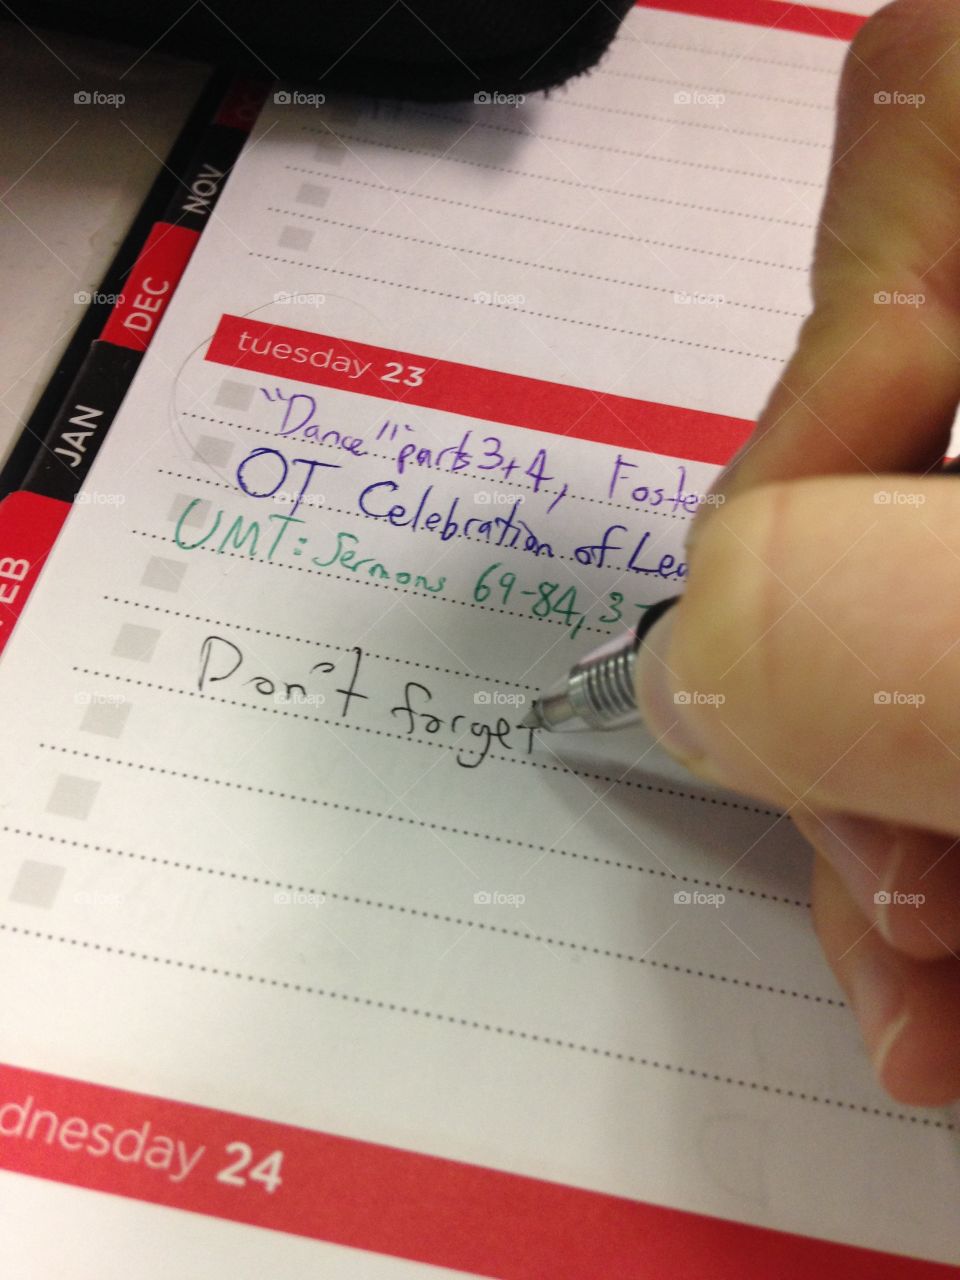 NOV
DEC
JAN
tuesday 23
"Dance" parts 3+4, Foste
OT Celebration of Le
UMT: Sermons 69-84, 3
Don't forget
dnesday 24
EB
foap